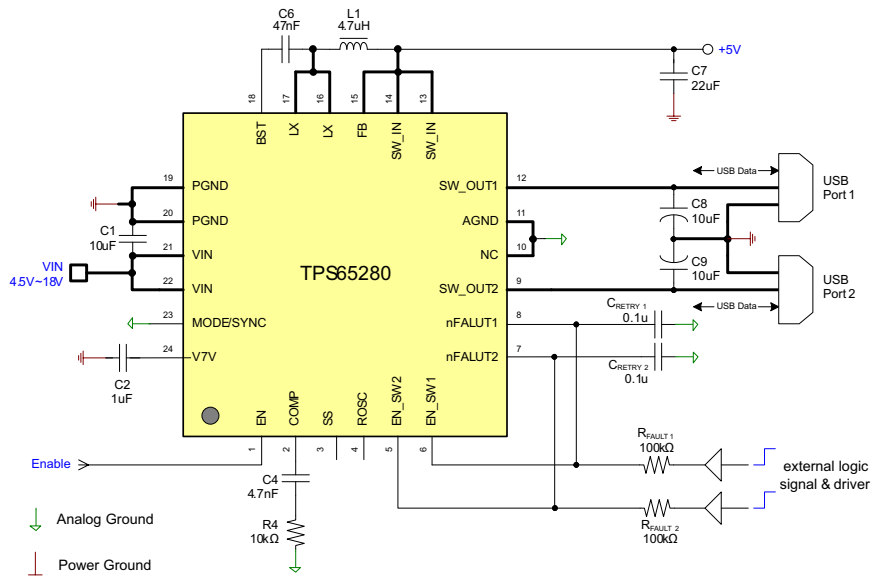 C6
47nF
L1
4.7uH
+5V
C7
22uF
18
17
16
15
14
13
BST
LX
LX
FB
SW_IN
SW_IN
19
PGND
20
PGND
C1
10uF
21
VIN
VIN
4.5V~18V
22
VIN
23
MODE/SYNC
24
V7V
C2
1uF
TPS65280
SW_OUT1
12
AGND
11
NC
10
SW_OUT2
9
nFALUT1
8
nFALUT2
7
USB Data
USB
Port 1
C8
10uF
C9
10uF
USB
Port 2
USB Data
CRETRY 1
0.1u
CRETRY 2
0.1u
EN
COMP
SS
ROSC
EN_SW2
EN_SW1
1
2
3
4
5
6
Enable
C4
4.7nF
R4
10kΩ
RFAULT 1
100kΩ
RFAULT 2
100kΩ
external logic
signal & driver
Analog Ground
Power Ground